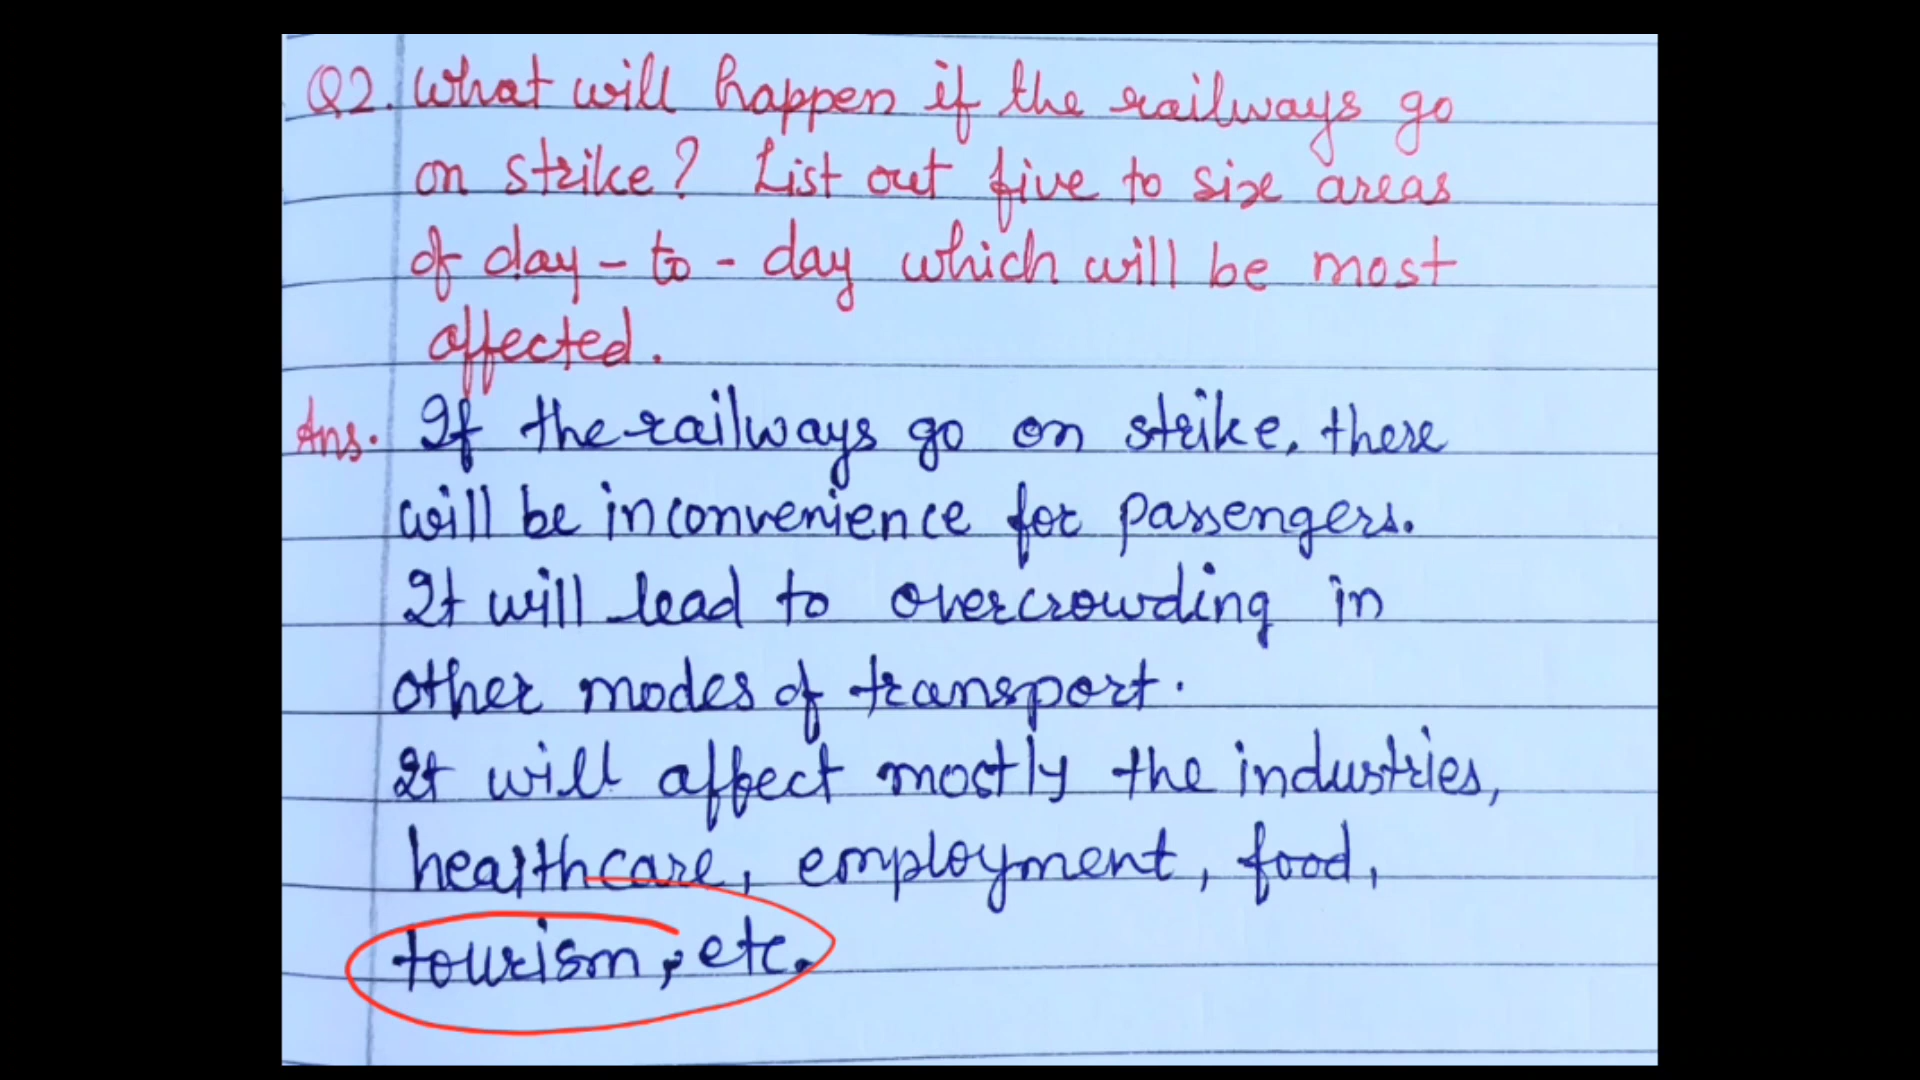 Q2. What will happen if the railways go
on strike? List out five to six areas
of day-to-day which will be most
affected.
Ans. If the railways go on strike, there
will be inconvenience for passengers.
It will lead to overcrowding in
other modes of transport.
It will affect mostly the industries,
healthcare, employment, food,
tourism, etc.